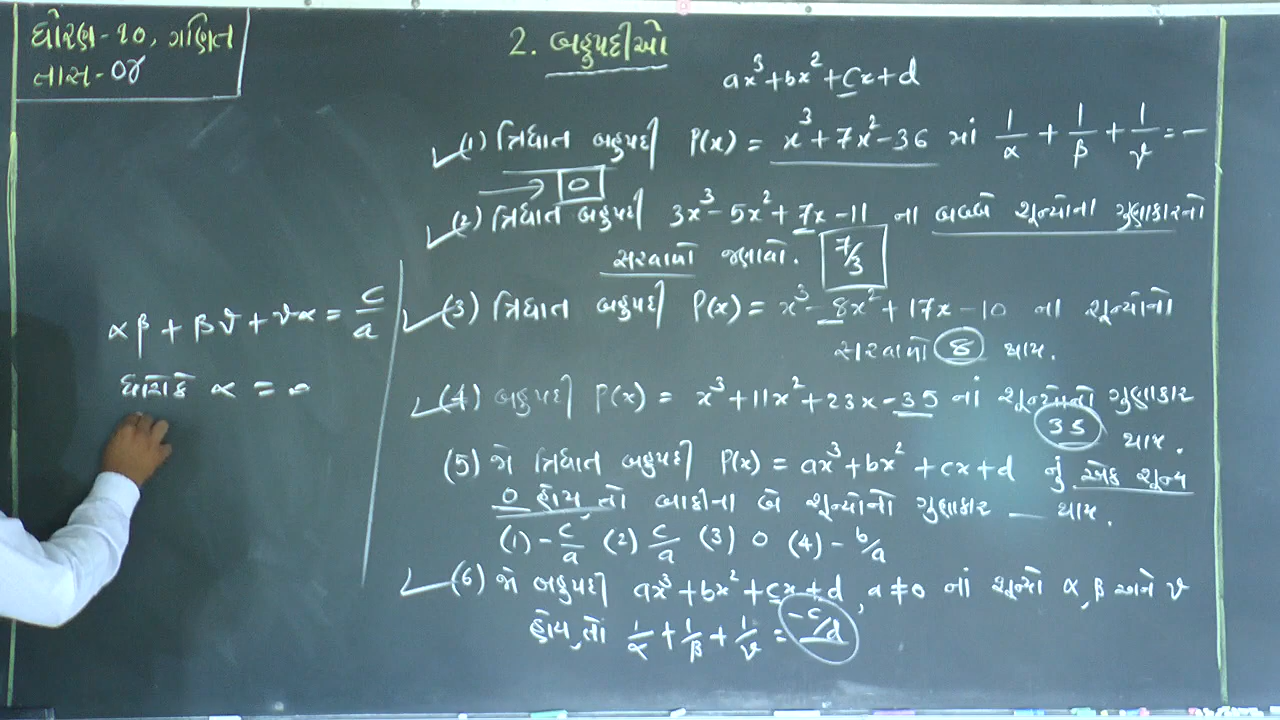 ધોરણ-૧૦, ગણિત
તાસ-૦૪
2. બહુપદીઓ
ax³+bx²+cx+d
(1) ત્રિઘાત બહુપદી P(x) = x³+7x²-36 માં 1/α + 1/β + 1/γ = —
→ 0
(2) ત્રિઘાત બહુપદી 3x³-5x²+7x-11 ના બબ્બે શૂન્યોના ગુણાકારનો
સરવાળો જણાવો. 7/3
(3) ત્રિઘાત બહુપદી P(x) = x³-8x²+17x-10 ના શૂન્યોનો
સરવાળો 8 થાય.
(4) બહુપદી P(x) = x³+11x²+23x-35 નાં શૂન્યોનો ગુણાકાર
35 થાય.
(5) જો ત્રિઘાત બહુપદી P(x) = ax³+bx²+cx+d નું એક શૂન્ય
0 હોય, તો બાકીના બે શૂન્યોનો ગુણાકાર — થાય.
(1) -c/a (2) c/a (3) 0 (4) -b/a
(6) જો બહુપદી ax³+bx²+cx+d, a≠0 નાં શૂન્યો α, β અને γ
હોય, તો 1/α + 1/β + 1/γ = -c/d
αβ + βγ + γα = c/a
ધારોકે α = ૦